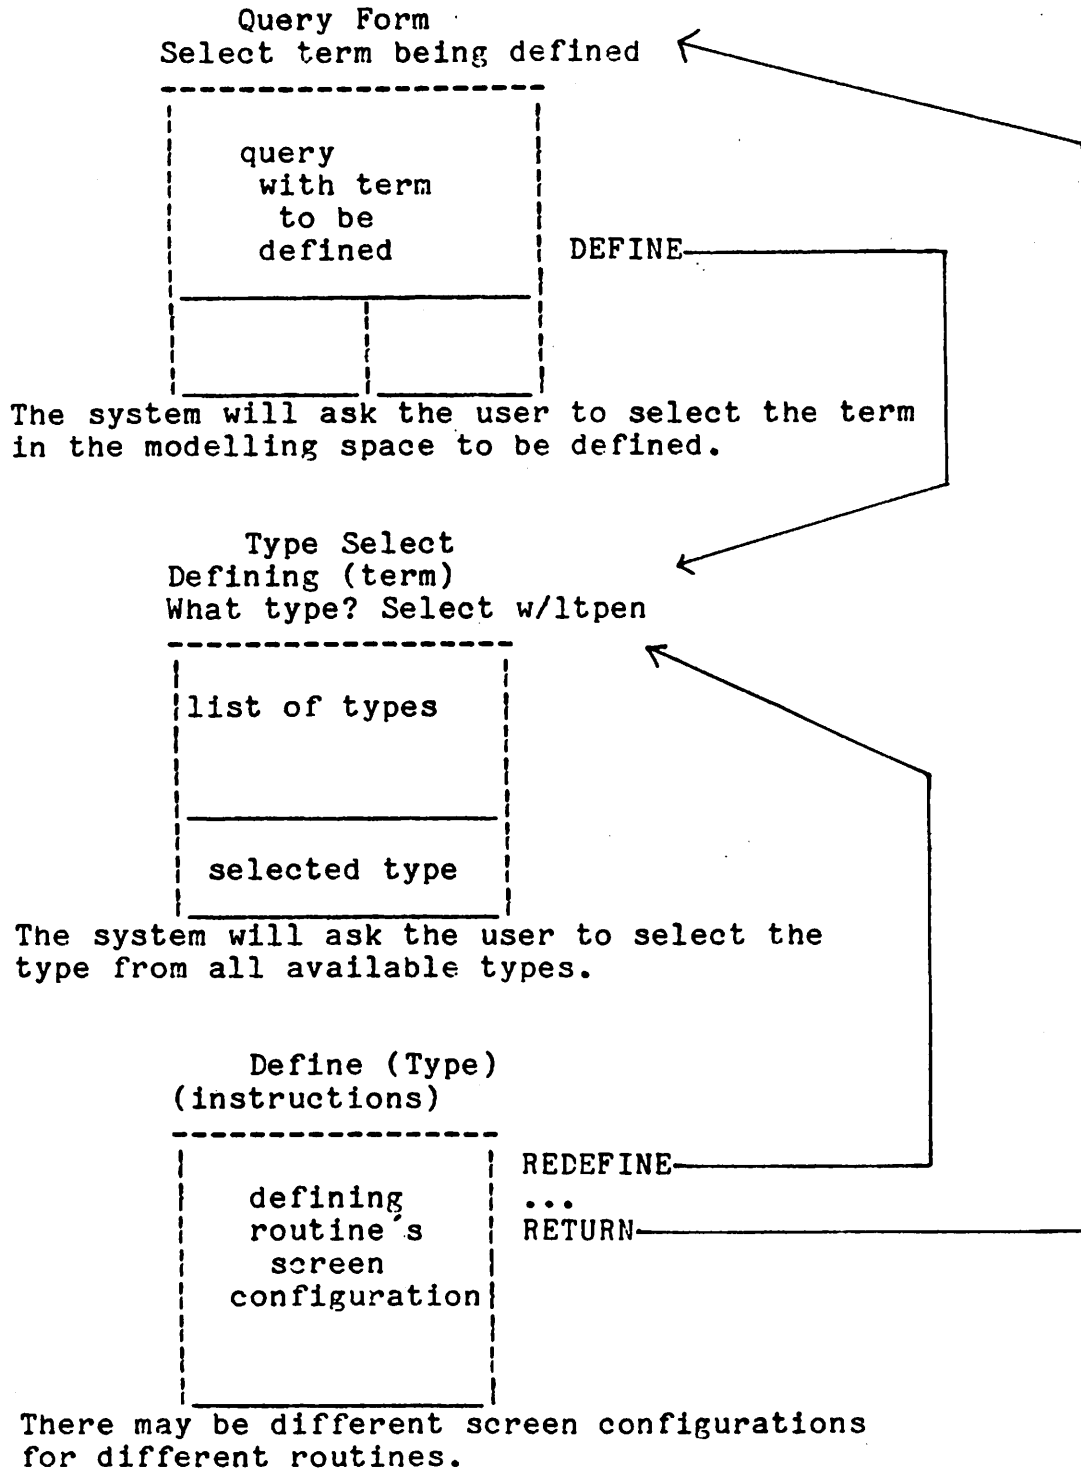 Query Form
Select term being defined
query
with term
to be
defined
DEFINE
The system will ask the user to select the term
in the modelling space to be defined.
Type Select
Defining (term)
What type? Select w/ltpen
list of types
selected type
The system will ask the user to select the
type from all available types.
Define (Type)
(instructions)
REDEFINE
...
RETURN
defining
routine's
screen
configuration
There may be different screen configurations
for different routines.